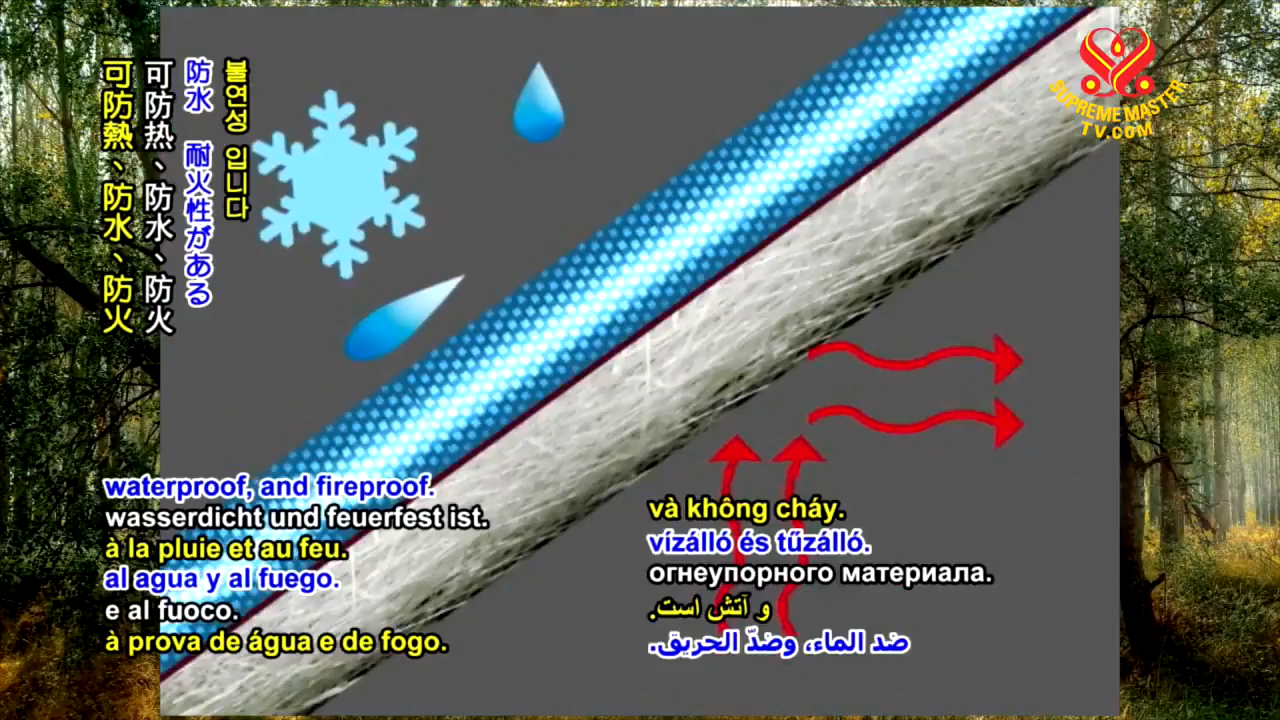 可防熱、防水、防火
可防热、防水、防火
防水 耐火性がある
불연성 입니다
SUPREME MASTER
TV.COM
waterproof, and fireproof.
wasserdicht und feuerfest ist.
à la pluie et au feu.
al agua y al fuego.
e al fuoco.
à prova de água e de fogo.
và không cháy.
vízálló és tűzálló.
огнеупорного материала.
و آتش است.
ضد الماء، وضدّ الحريق.